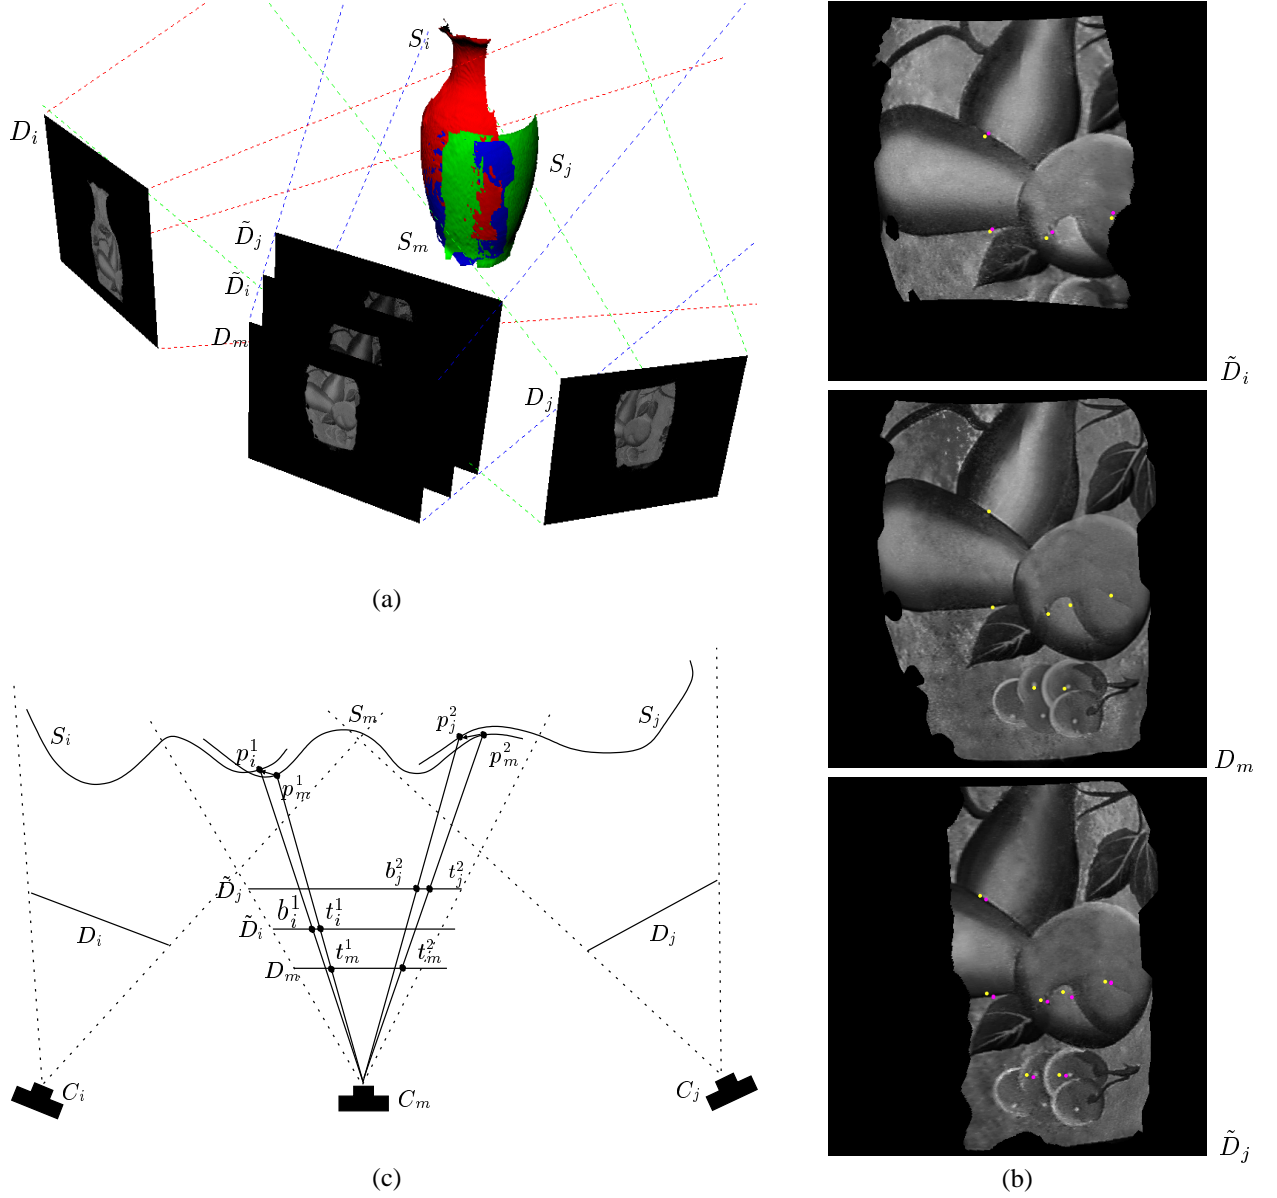 S_i
D_i
S_j
D̃_j
S_m
D̃_i
D_m
D_j
(a)
D̃_i
D_m
D̃_j
(b)
S_i
S_m
S_j
p_i^1
p_j^2
p_m^1
p_m^2
b_j^2
t_j^2
D̃_j
b_i^1
t_i^1
D̃_i
D_i
D_j
t_m^1
t_m^2
D_m
C_i
C_m
C_j
(c)